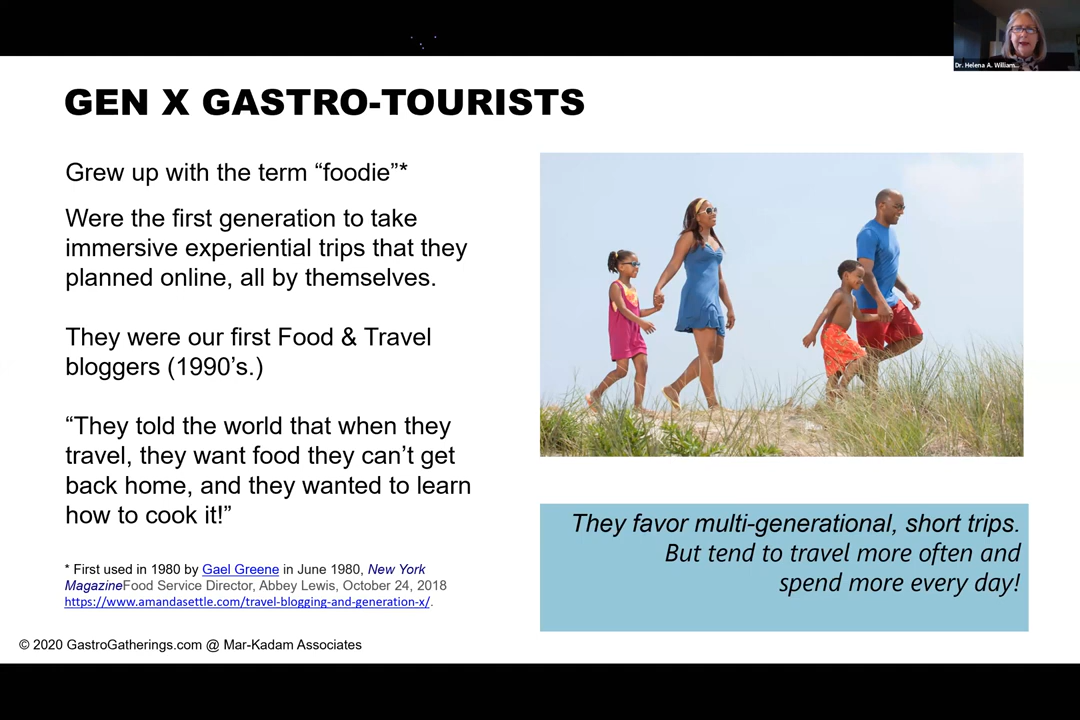 Dr. Helena A. William...
GEN X GASTRO-TOURISTS
Grew up with the term “foodie”*
Were the first generation to take
immersive experiential trips that they
planned online, all by themselves.
They were our first Food & Travel
bloggers (1990’s.)
“They told the world that when they
travel, they want food they can’t get
back home, and they wanted to learn
how to cook it!”
* First used in 1980 by Gael Greene in June 1980, New York
MagazineFood Service Director, Abbey Lewis, October 24, 2018
https://www.amandasettle.com/travel-blogging-and-generation-x/.
They favor multi-generational, short trips.
But tend to travel more often and
spend more every day!
© 2020 GastroGatherings.com @ Mar-Kadam Associates